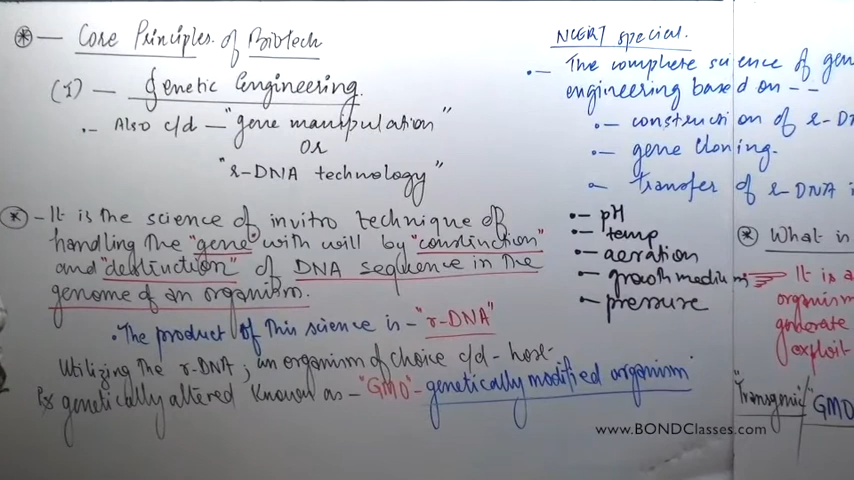 * — Core Principles of Biotech
(I) — Genetic Engineering
.- Also c/d — "gene manipulation"
OR
"r-DNA technology"
* - It is the science of invitro technique of
handling the "gene" with will by "constinction"
and "destinction" of DNA sequence in the
genome of an organism.
• The product of this science is - "r-DNA"
Utilizing the r-DNA; an organism of choice c/d - host
is genetically altered known as - "GMO" - genetically modified organism
NCERT special.
•— The complete science of gen
engineering based on - -
•— construction of r-DN
•— gene cloning.
— Transfer of r-DNA i
•— pH
•— temp
•— aeration
•— growth medium
— pressure
* What is
It is a
organism
generate
exploit
"Transgenic/ "GMO
www.BONDClasses.com